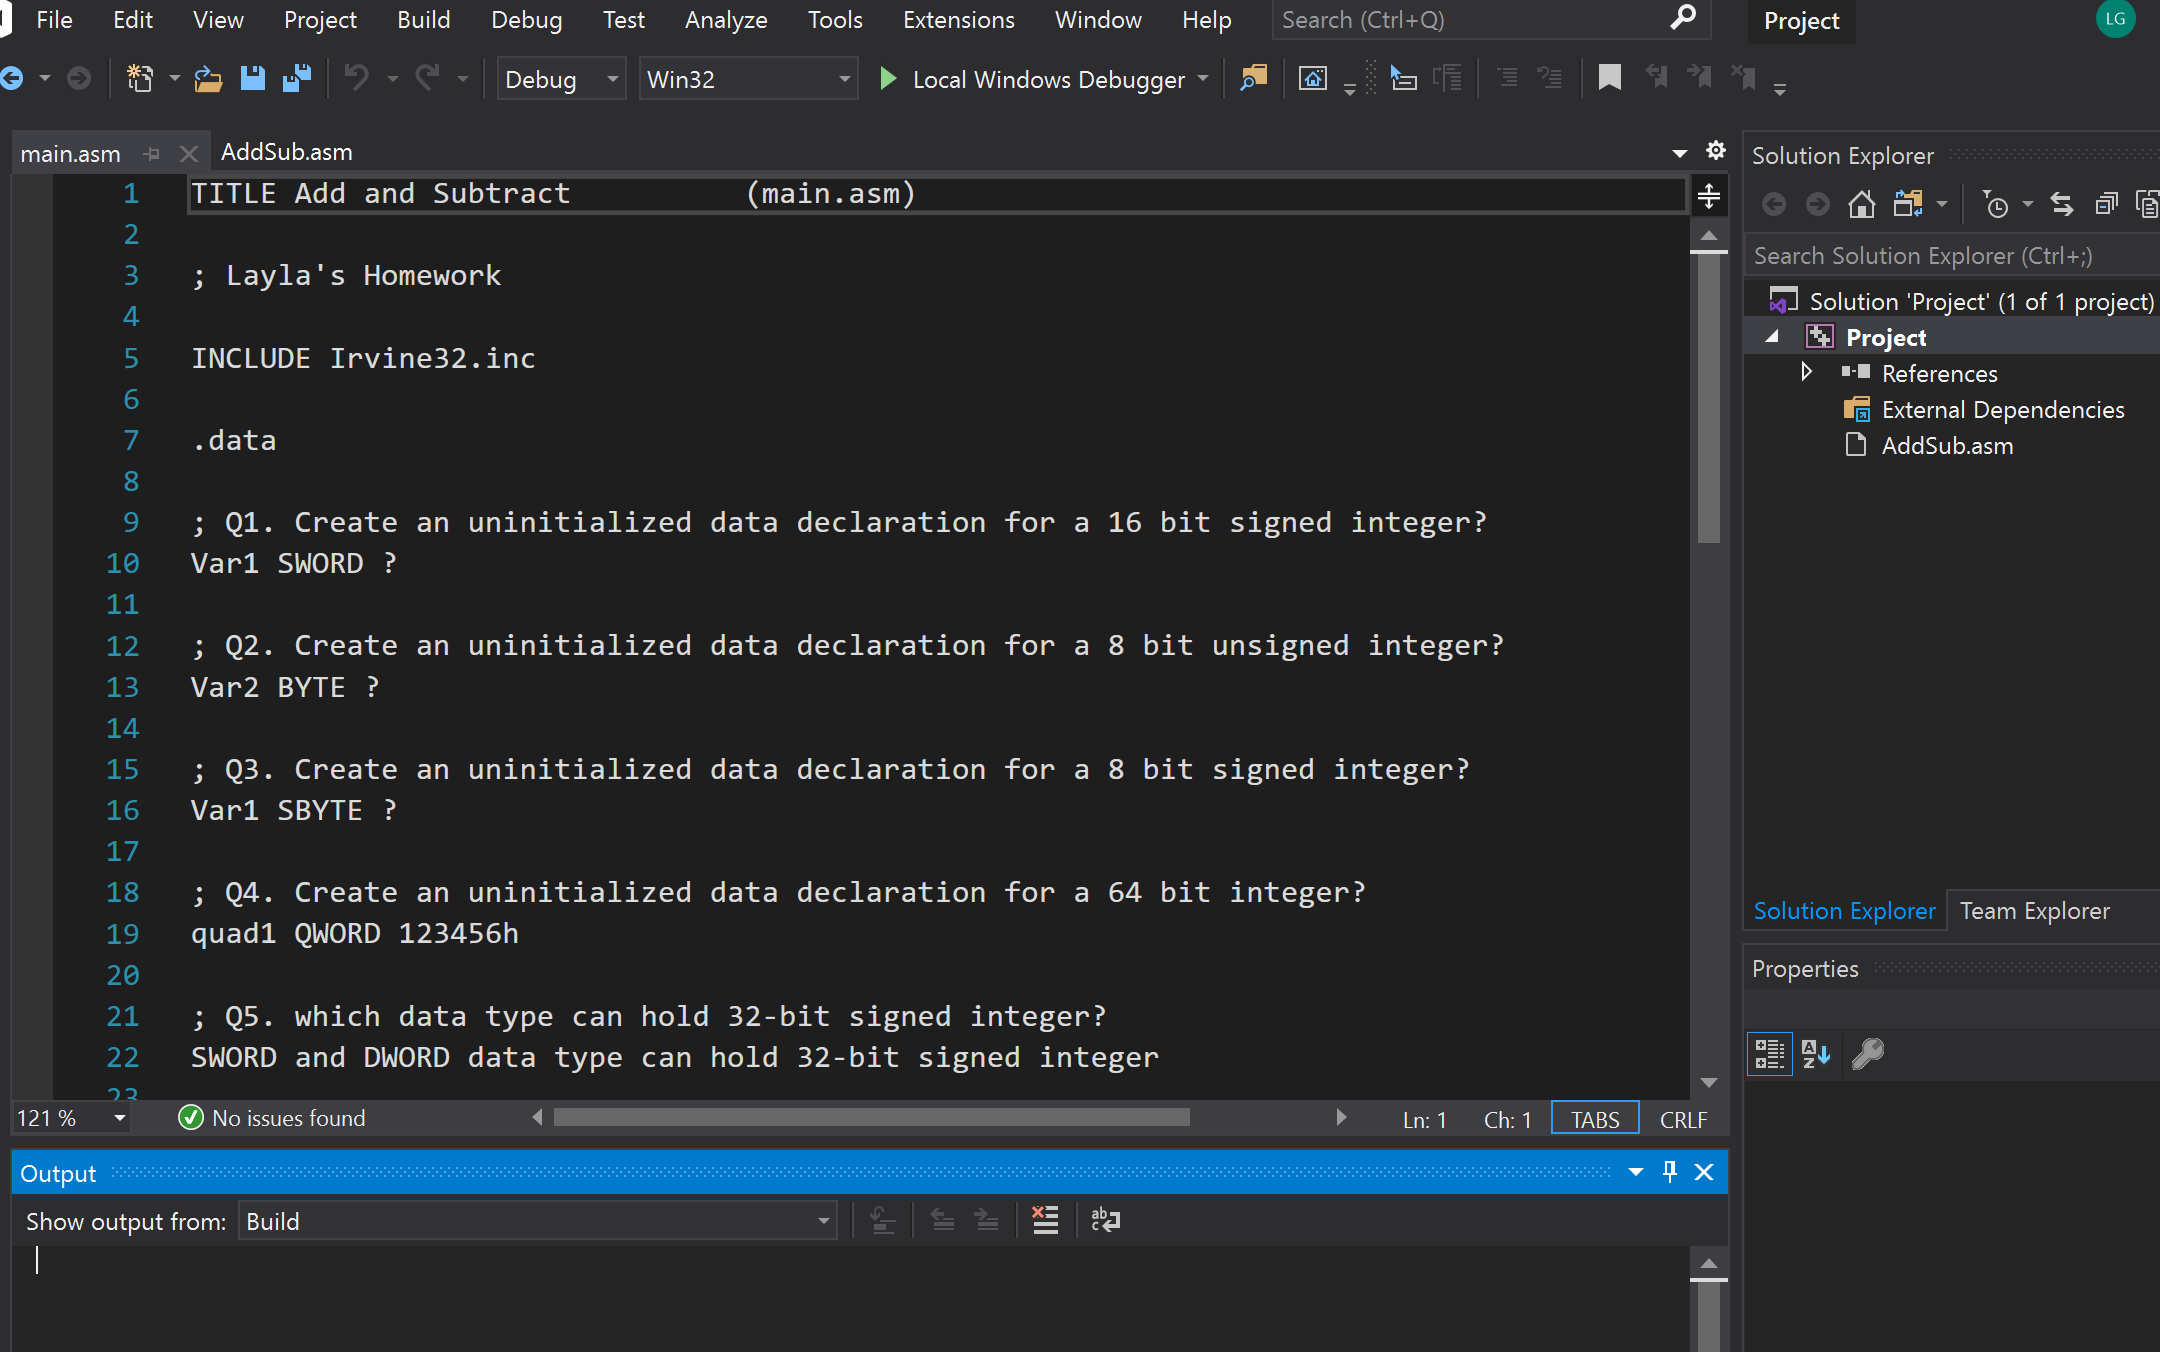 File Edit View Project Build Debug Test Analyze Tools Extensions Window Help Search (Ctrl+Q) Project LG
Debug Win32 Local Windows Debugger
main.asm AddSub.asm
1 TITLE Add and Subtract (main.asm)
2
3 ; Layla's Homework
4
5 INCLUDE Irvine32.inc
6
7 .data
8
9 ; Q1. Create an uninitialized data declaration for a 16 bit signed integer?
10 Var1 SWORD ?
11
12 ; Q2. Create an uninitialized data declaration for a 8 bit unsigned integer?
13 Var2 BYTE ?
14
15 ; Q3. Create an uninitialized data declaration for a 8 bit signed integer?
16 Var1 SBYTE ?
17
18 ; Q4. Create an uninitialized data declaration for a 64 bit integer?
19 quad1 QWORD 123456h
20
21 ; Q5. which data type can hold 32-bit signed integer?
22 SWORD and DWORD data type can hold 32-bit signed integer
23
121 % No issues found Ln: 1 Ch: 1 TABS CRLF
Output
Show output from: Build
Solution Explorer
Search Solution Explorer (Ctrl+;)
Solution 'Project' (1 of 1 project)
Project
References
External Dependencies
AddSub.asm
Solution Explorer Team Explorer
Properties